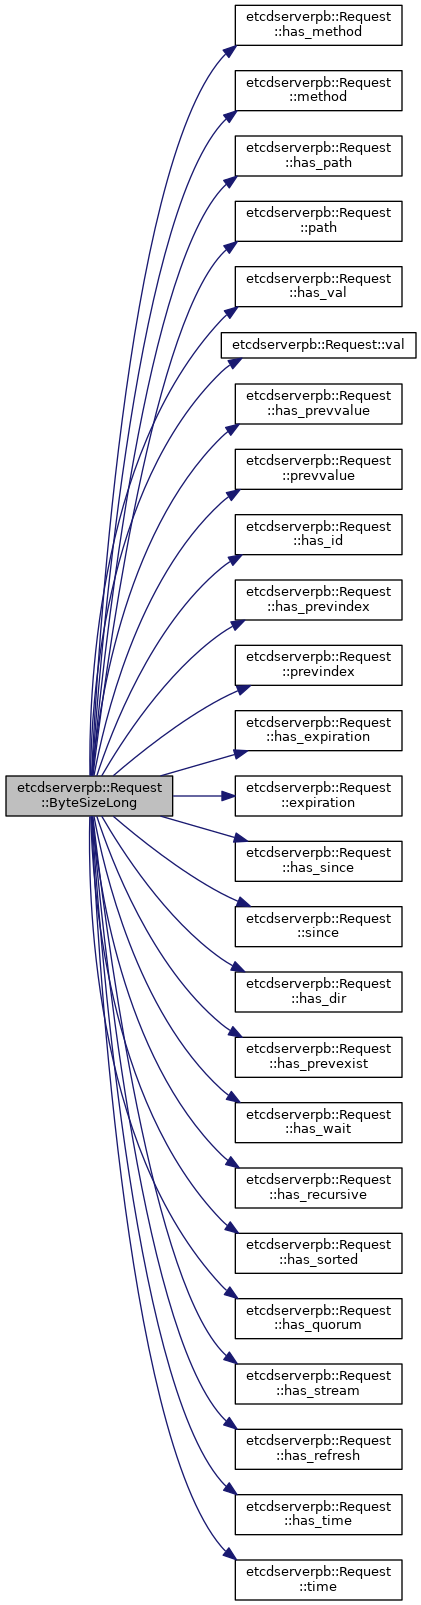 etcdserverpb::Request
::has_method
etcdserverpb::Request
::method
etcdserverpb::Request
::has_path
etcdserverpb::Request
::path
etcdserverpb::Request
::has_val
etcdserverpb::Request::val
etcdserverpb::Request
::has_prevvalue
etcdserverpb::Request
::prevvalue
etcdserverpb::Request
::has_id
etcdserverpb::Request
::has_previndex
etcdserverpb::Request
::previndex
etcdserverpb::Request
::has_expiration
etcdserverpb::Request
::ByteSizeLong
etcdserverpb::Request
::expiration
etcdserverpb::Request
::has_since
etcdserverpb::Request
::since
etcdserverpb::Request
::has_dir
etcdserverpb::Request
::has_prevexist
etcdserverpb::Request
::has_wait
etcdserverpb::Request
::has_recursive
etcdserverpb::Request
::has_sorted
etcdserverpb::Request
::has_quorum
etcdserverpb::Request
::has_stream
etcdserverpb::Request
::has_refresh
etcdserverpb::Request
::has_time
etcdserverpb::Request
::time